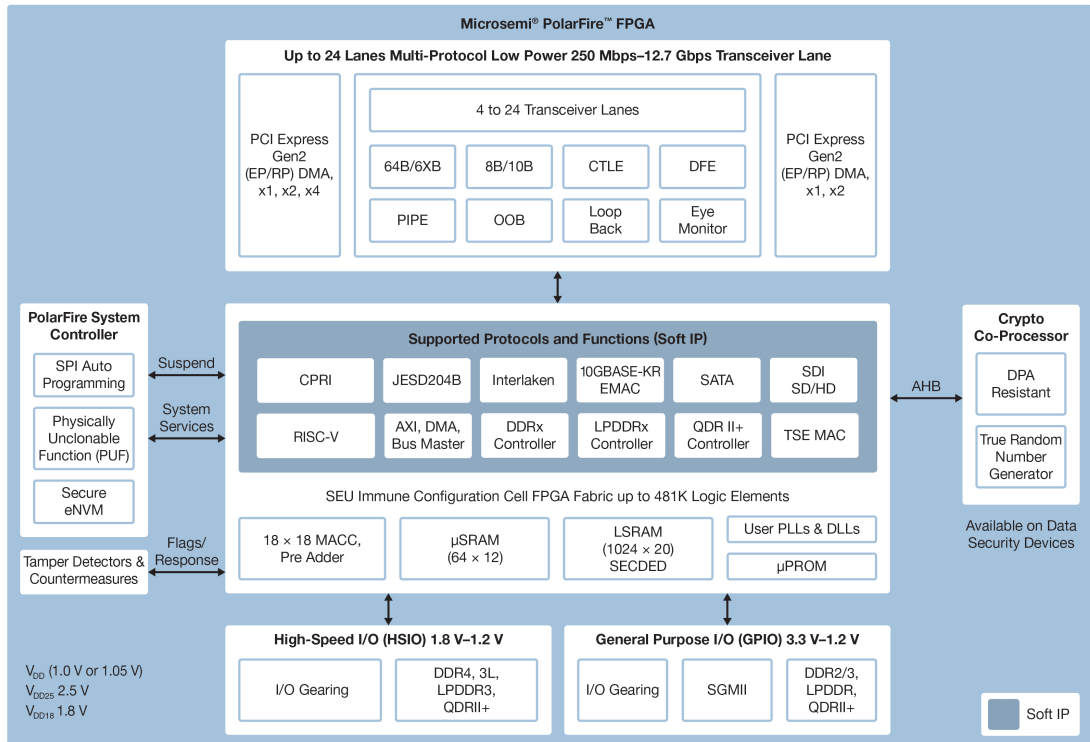 Microsemi® PolarFire™ FPGA
Up to 24 Lanes Multi-Protocol Low Power 250 Mbps–12.7 Gbps Transceiver Lane
PCI Express
Gen2
(EP/RP) DMA,
x1, x2, x4
4 to 24 Transceiver Lanes
64B/6XB
8B/10B
CTLE
DFE
PIPE
OOB
Loop
Back
Eye
Monitor
PCI Express
Gen2
(EP/RP) DMA,
x1, x2
PolarFire System
Controller
SPI Auto
Programming
Physically
Unclonable
Function (PUF)
Secure
eNVM
Tamper Detectors &
Countermeasures
Suspend
System
Services
Flags/
Response
Supported Protocols and Functions (Soft IP)
CPRI
JESD204B
Interlaken
10GBASE-KR
EMAC
SATA
SDI
SD/HD
RISC-V
AXI, DMA,
Bus Master
DDRx
Controller
LPDDRx
Controller
QDR II+
Controller
TSE MAC
SEU Immune Configuration Cell FPGA Fabric up to 481K Logic Elements
18 × 18 MACC,
Pre Adder
µSRAM
(64 × 12)
LSRAM
(1024 × 20)
SECDED
User PLLs & DLLs
µPROM
AHB
Crypto
Co-Processor
DPA
Resistant
True Random
Number
Generator
Available on Data
Security Devices
High-Speed I/O (HSIO) 1.8 V–1.2 V
I/O Gearing
DDR4, 3L,
LPDDR3,
QDRII+
General Purpose I/O (GPIO) 3.3 V–1.2 V
I/O Gearing
SGMII
DDR2/3,
LPDDR,
QDRII+
VDD (1.0 V or 1.05 V)
VDD25 2.5 V
VDD18 1.8 V
Soft IP